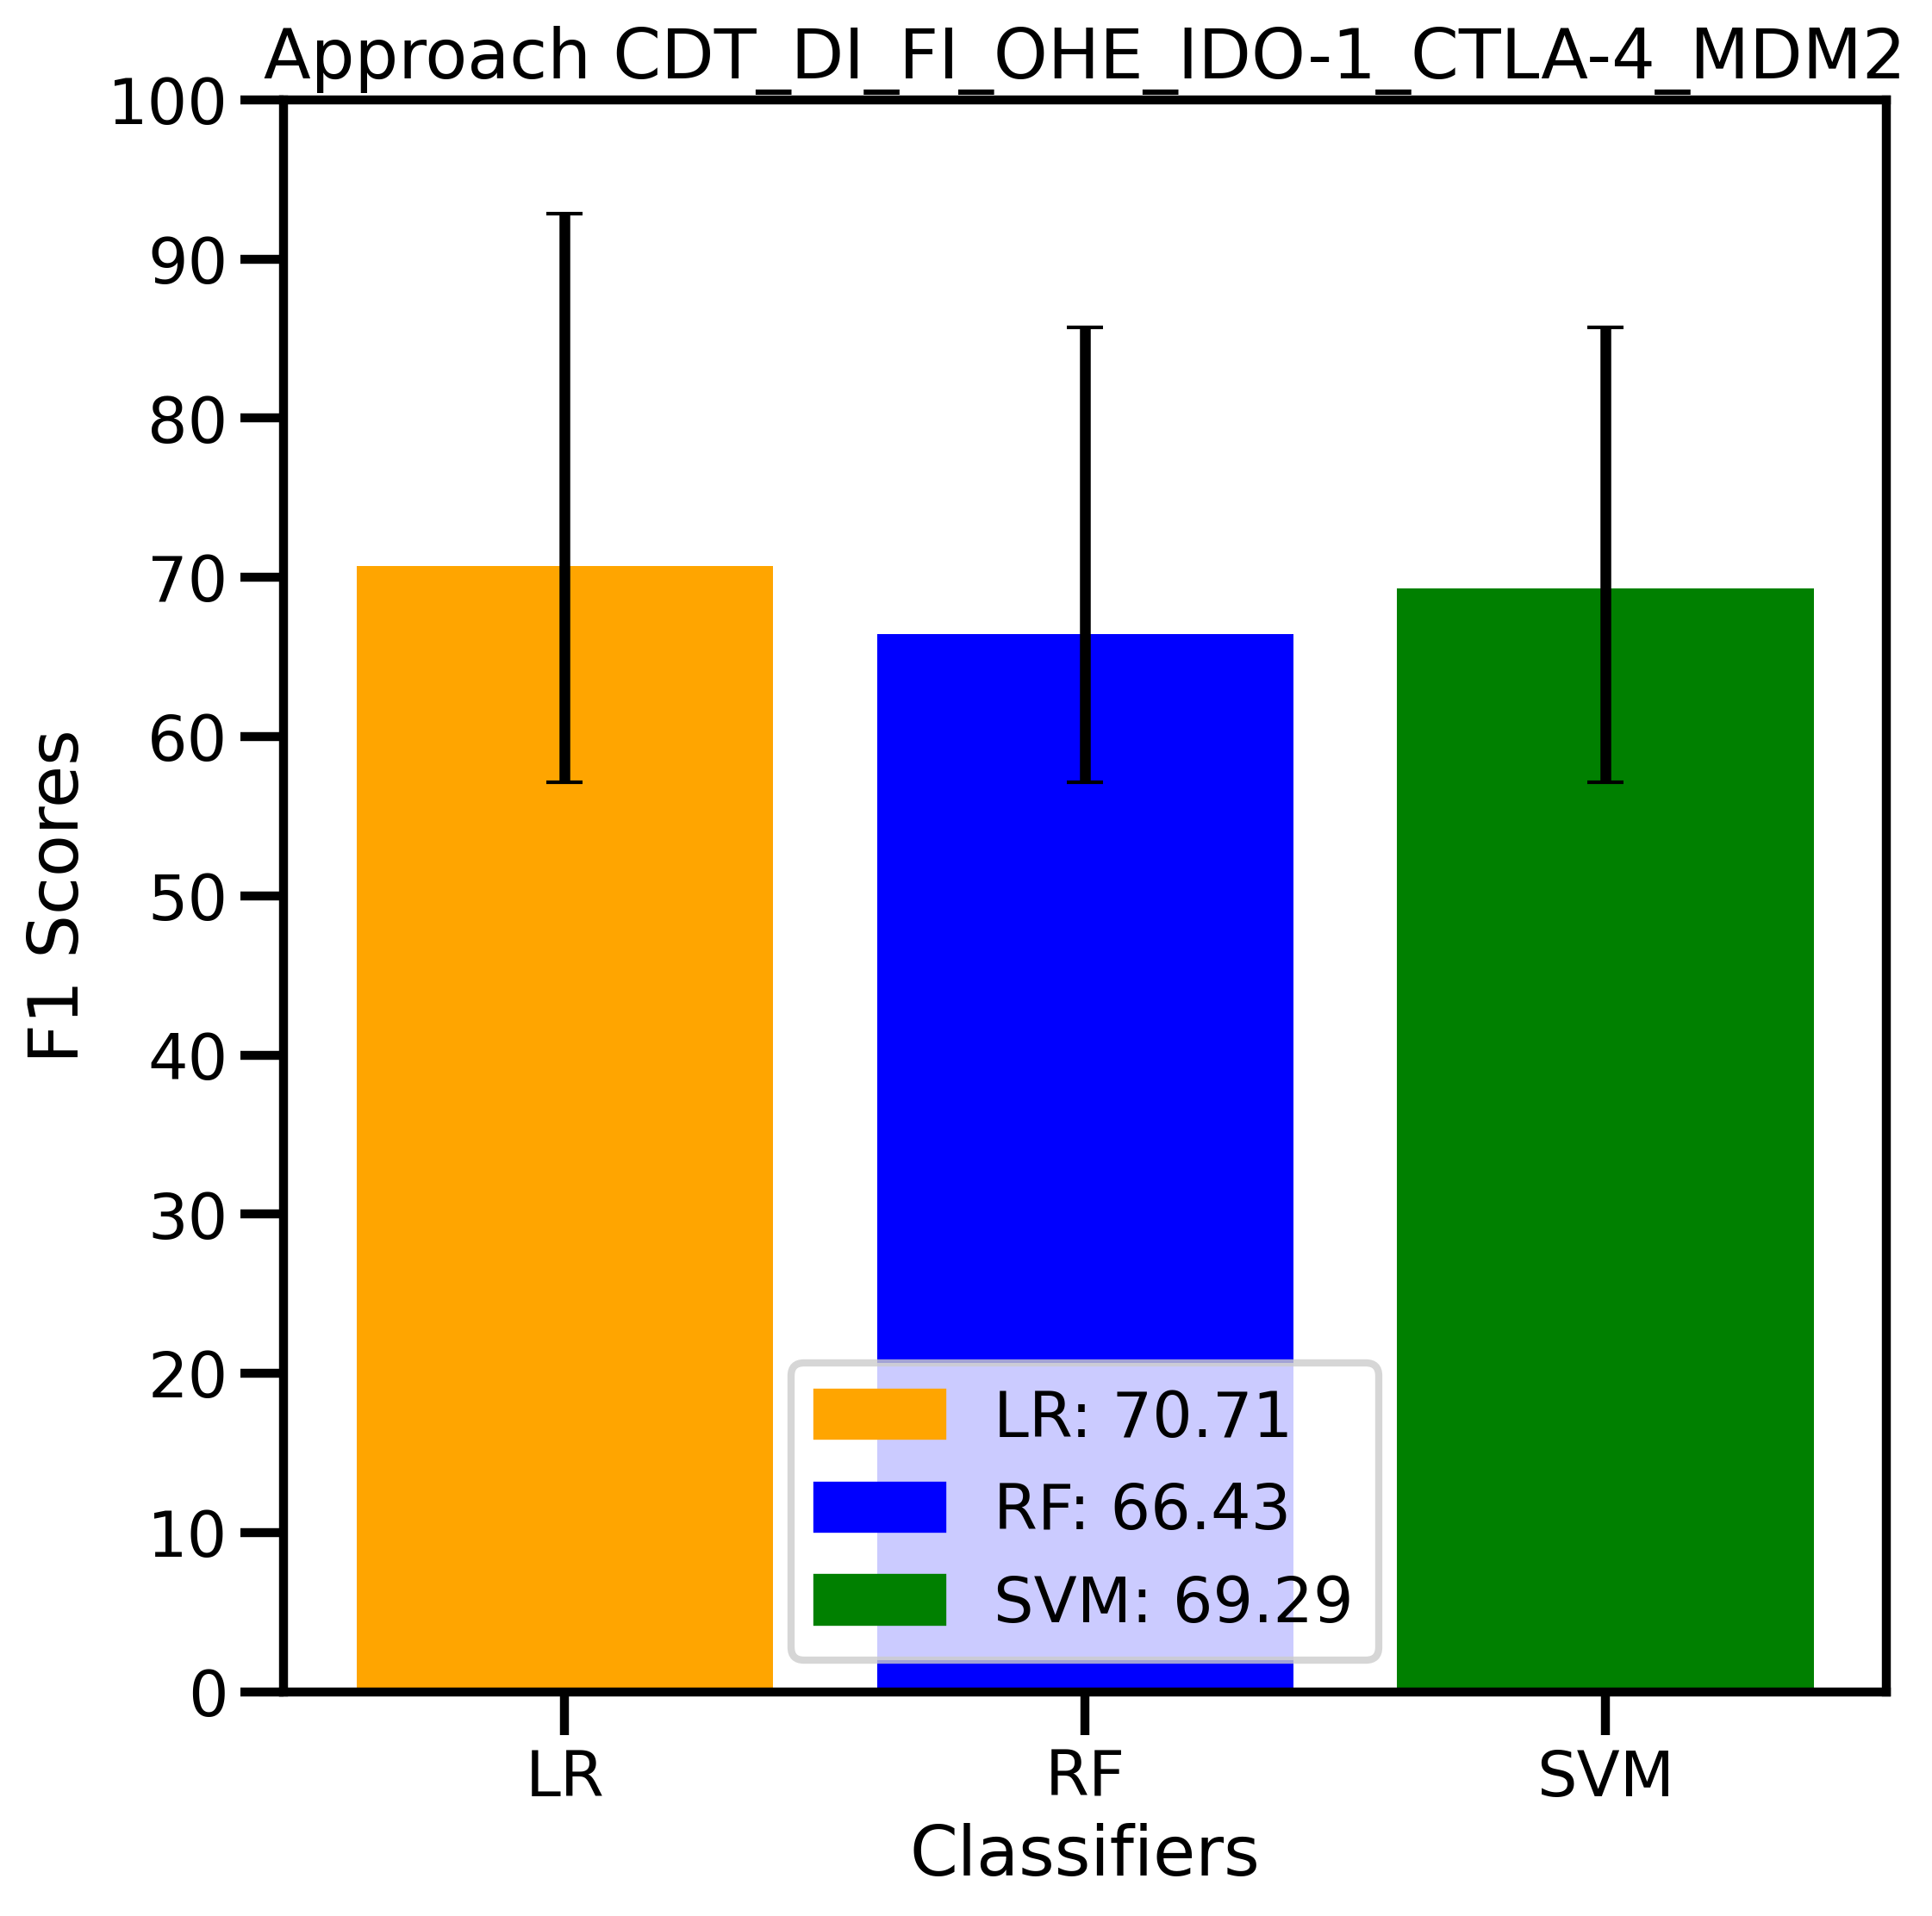 Approach CDT_DI_FI_OHE_IDO-1_CTLA-4_MDM2
100
90
80
70
60
50
40
30
20
10
0
F1 Scores
LR: 70.71
RF: 66.43
SVM: 69.29
LR RF SVM
Classifiers